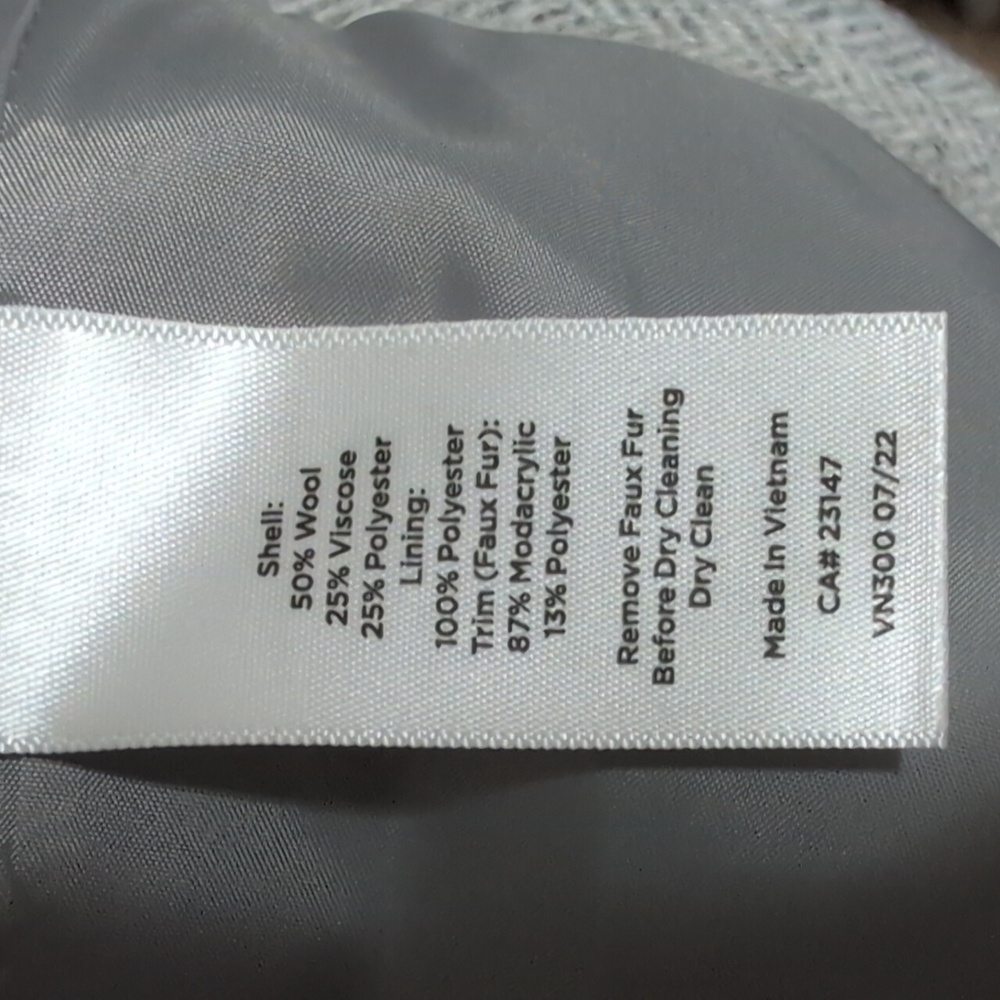 Shell:
50% Wool
25% Viscose
25% Polyester
Lining:
100% Polyester
Trim (Faux Fur):
87% Modacrylic
13% Polyester
Remove Faux Fur
Before Dry Cleaning
Dry Clean
Made In Vietnam
CA# 23147
VN300 07/22